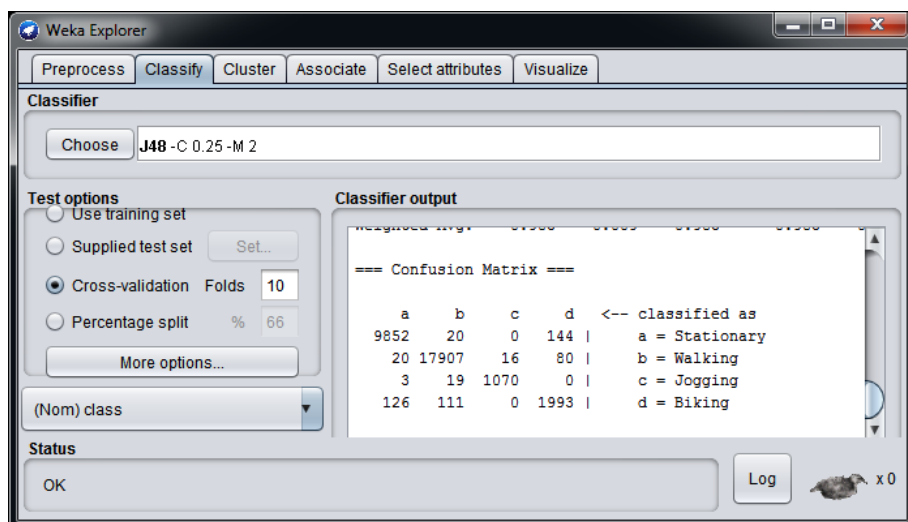 Weka Explorer
Preprocess Classify Cluster Associate Select attributes Visualize
Classifier
Choose J48 -C 0.25 -M 2
Test options
Use training set
Supplied test set Set...
Cross-validation Folds 10
Percentage split % 66
More options...
(Nom) class
Classifier output
=== Confusion Matrix ===
a b c d <-- classified as
9852 20 0 144 | a = Stationary
20 17907 16 80 | b = Walking
3 19 1070 0 | c = Jogging
126 111 0 1993 | d = Biking
Status
OK
Log x 0